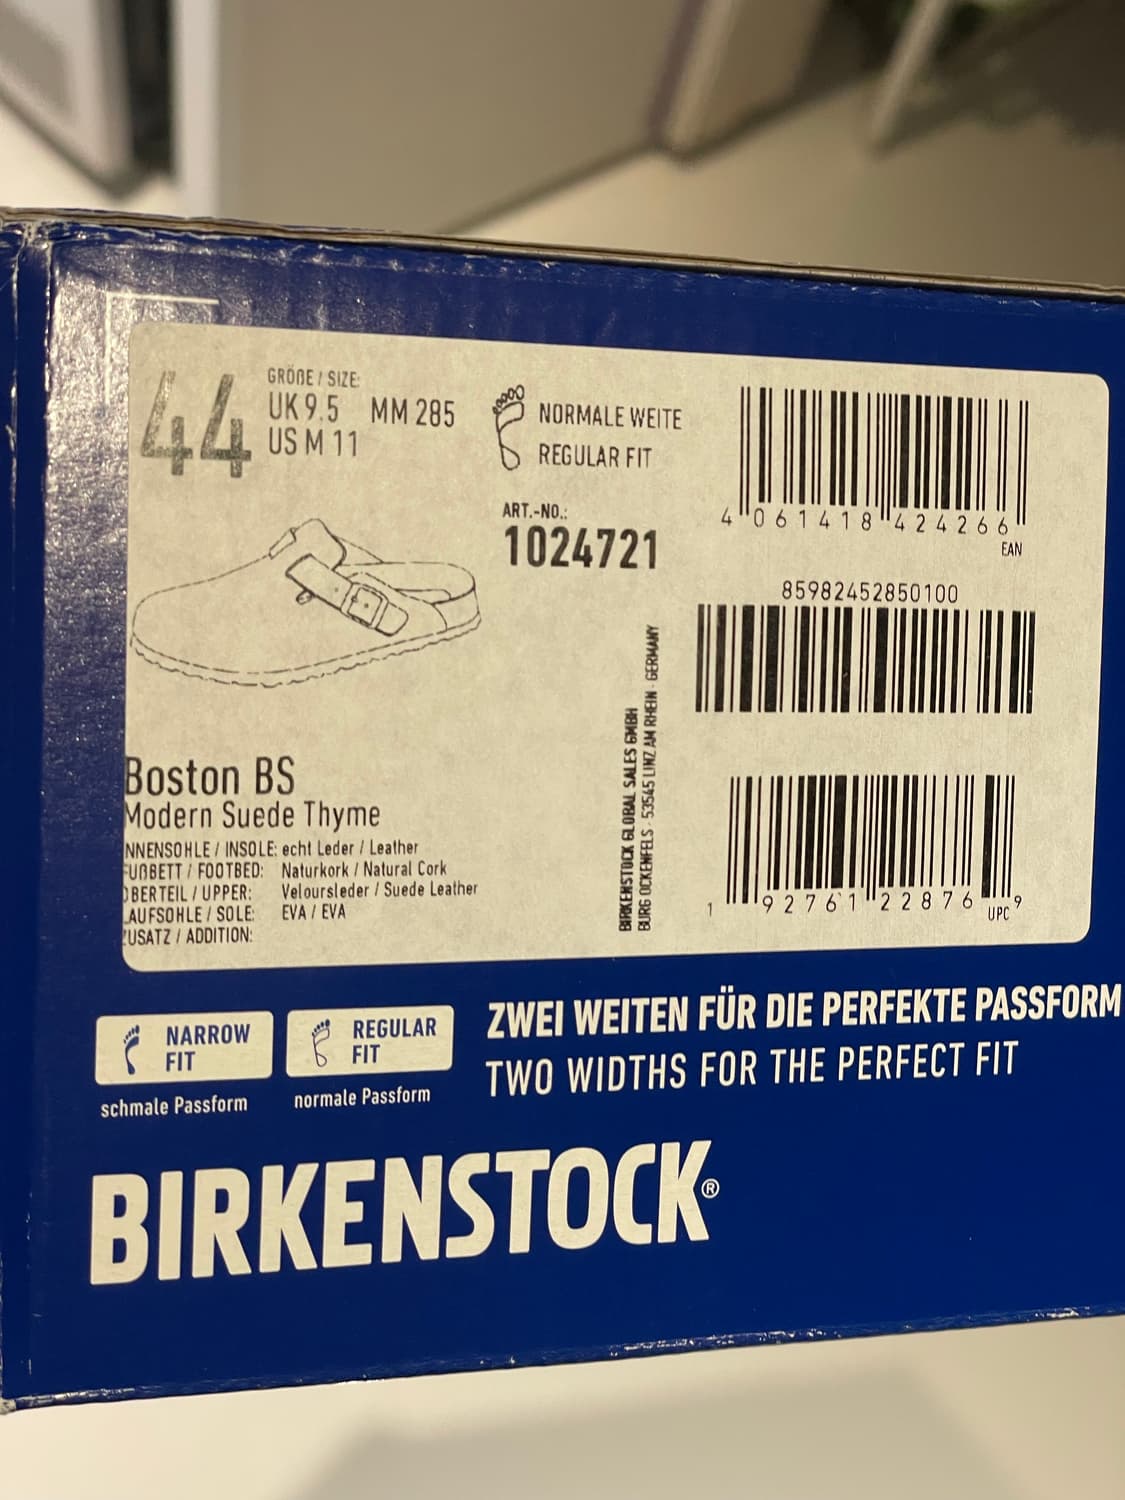 44
GRÖßE / SIZE:
UK 9.5 MM 285
US M 11
NORMALE WEITE
REGULAR FIT
ART.-NO.:
1024721
4 061418 424266
EAN
85982452850100
1 92761 22876 9
UPC
BIRKENSTOCK GLOBAL SALES GMBH
BURG OCKENFELS · 53545 LINZ AM RHEIN · GERMANY
Boston BS
Modern Suede Thyme
NNENSOHLE / INSOLE: echt Leder / Leather
FUßBETT / FOOTBED: Naturkork / Natural Cork
OBERTEIL / UPPER: Veloursleder / Suede Leather
LAUFSOHLE / SOLE: EVA / EVA
ZUSATZ / ADDITION:
NARROW
FIT
schmale Passform
REGULAR
FIT
normale Passform
ZWEI WEITEN FÜR DIE PERFEKTE PASSFORM
TWO WIDTHS FOR THE PERFECT FIT
BIRKENSTOCK®